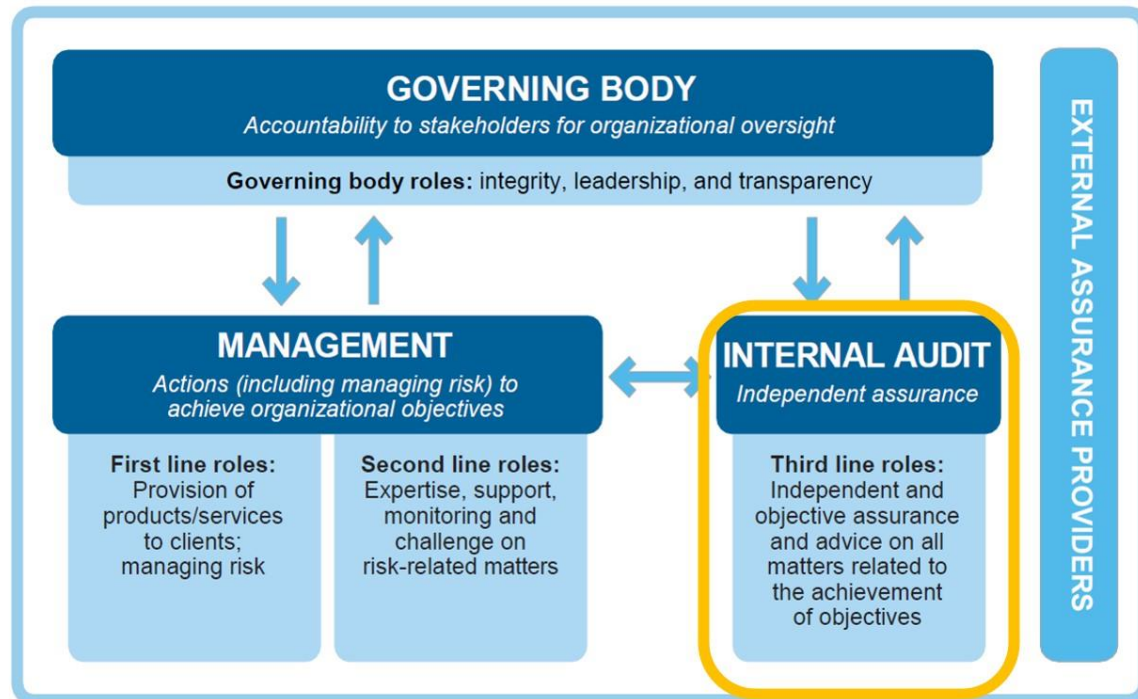 GOVERNING BODY
Accountability to stakeholders for organizational oversight
Governing body roles: integrity, leadership, and transparency
MANAGEMENT
Actions (including managing risk) to
achieve organizational objectives
First line roles:
Provision of
products/services
to clients;
managing risk
Second line roles:
Expertise, support,
monitoring and
challenge on
risk-related matters
INTERNAL AUDIT
Independent assurance
Third line roles:
Independent and
objective assurance
and advice on all
matters related to
the achievement
of objectives
EXTERNAL ASSURANCE PROVIDERS